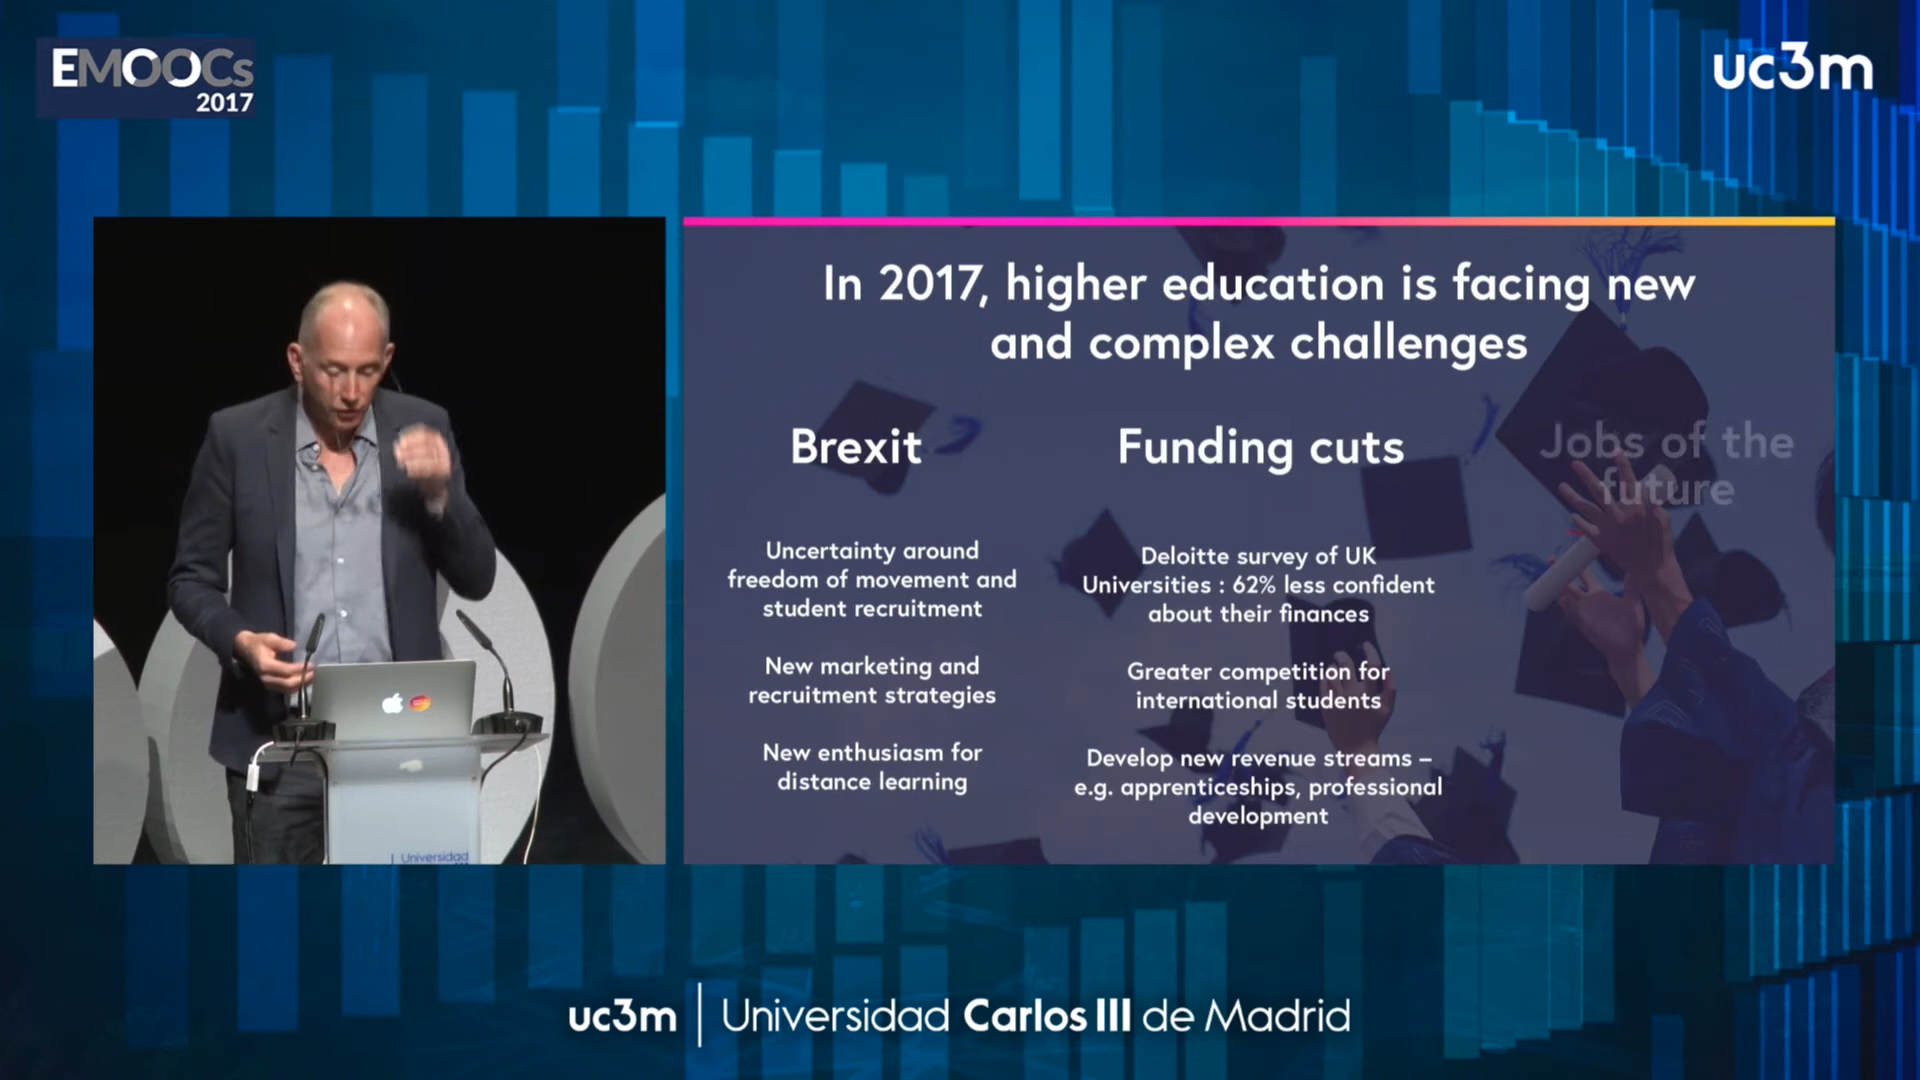 EMOOCs
2017
uc3m
In 2017, higher education is facing new
and complex challenges
Brexit
Uncertainty around
freedom of movement and
student recruitment
New marketing and
recruitment strategies
New enthusiasm for
distance learning
Funding cuts
Deloitte survey of UK
Universities : 62% less confident
about their finances
Greater competition for
international students
Develop new revenue streams –
e.g. apprenticeships, professional
development
Jobs of the
future
Universidad
uc3m | Universidad Carlos III de Madrid